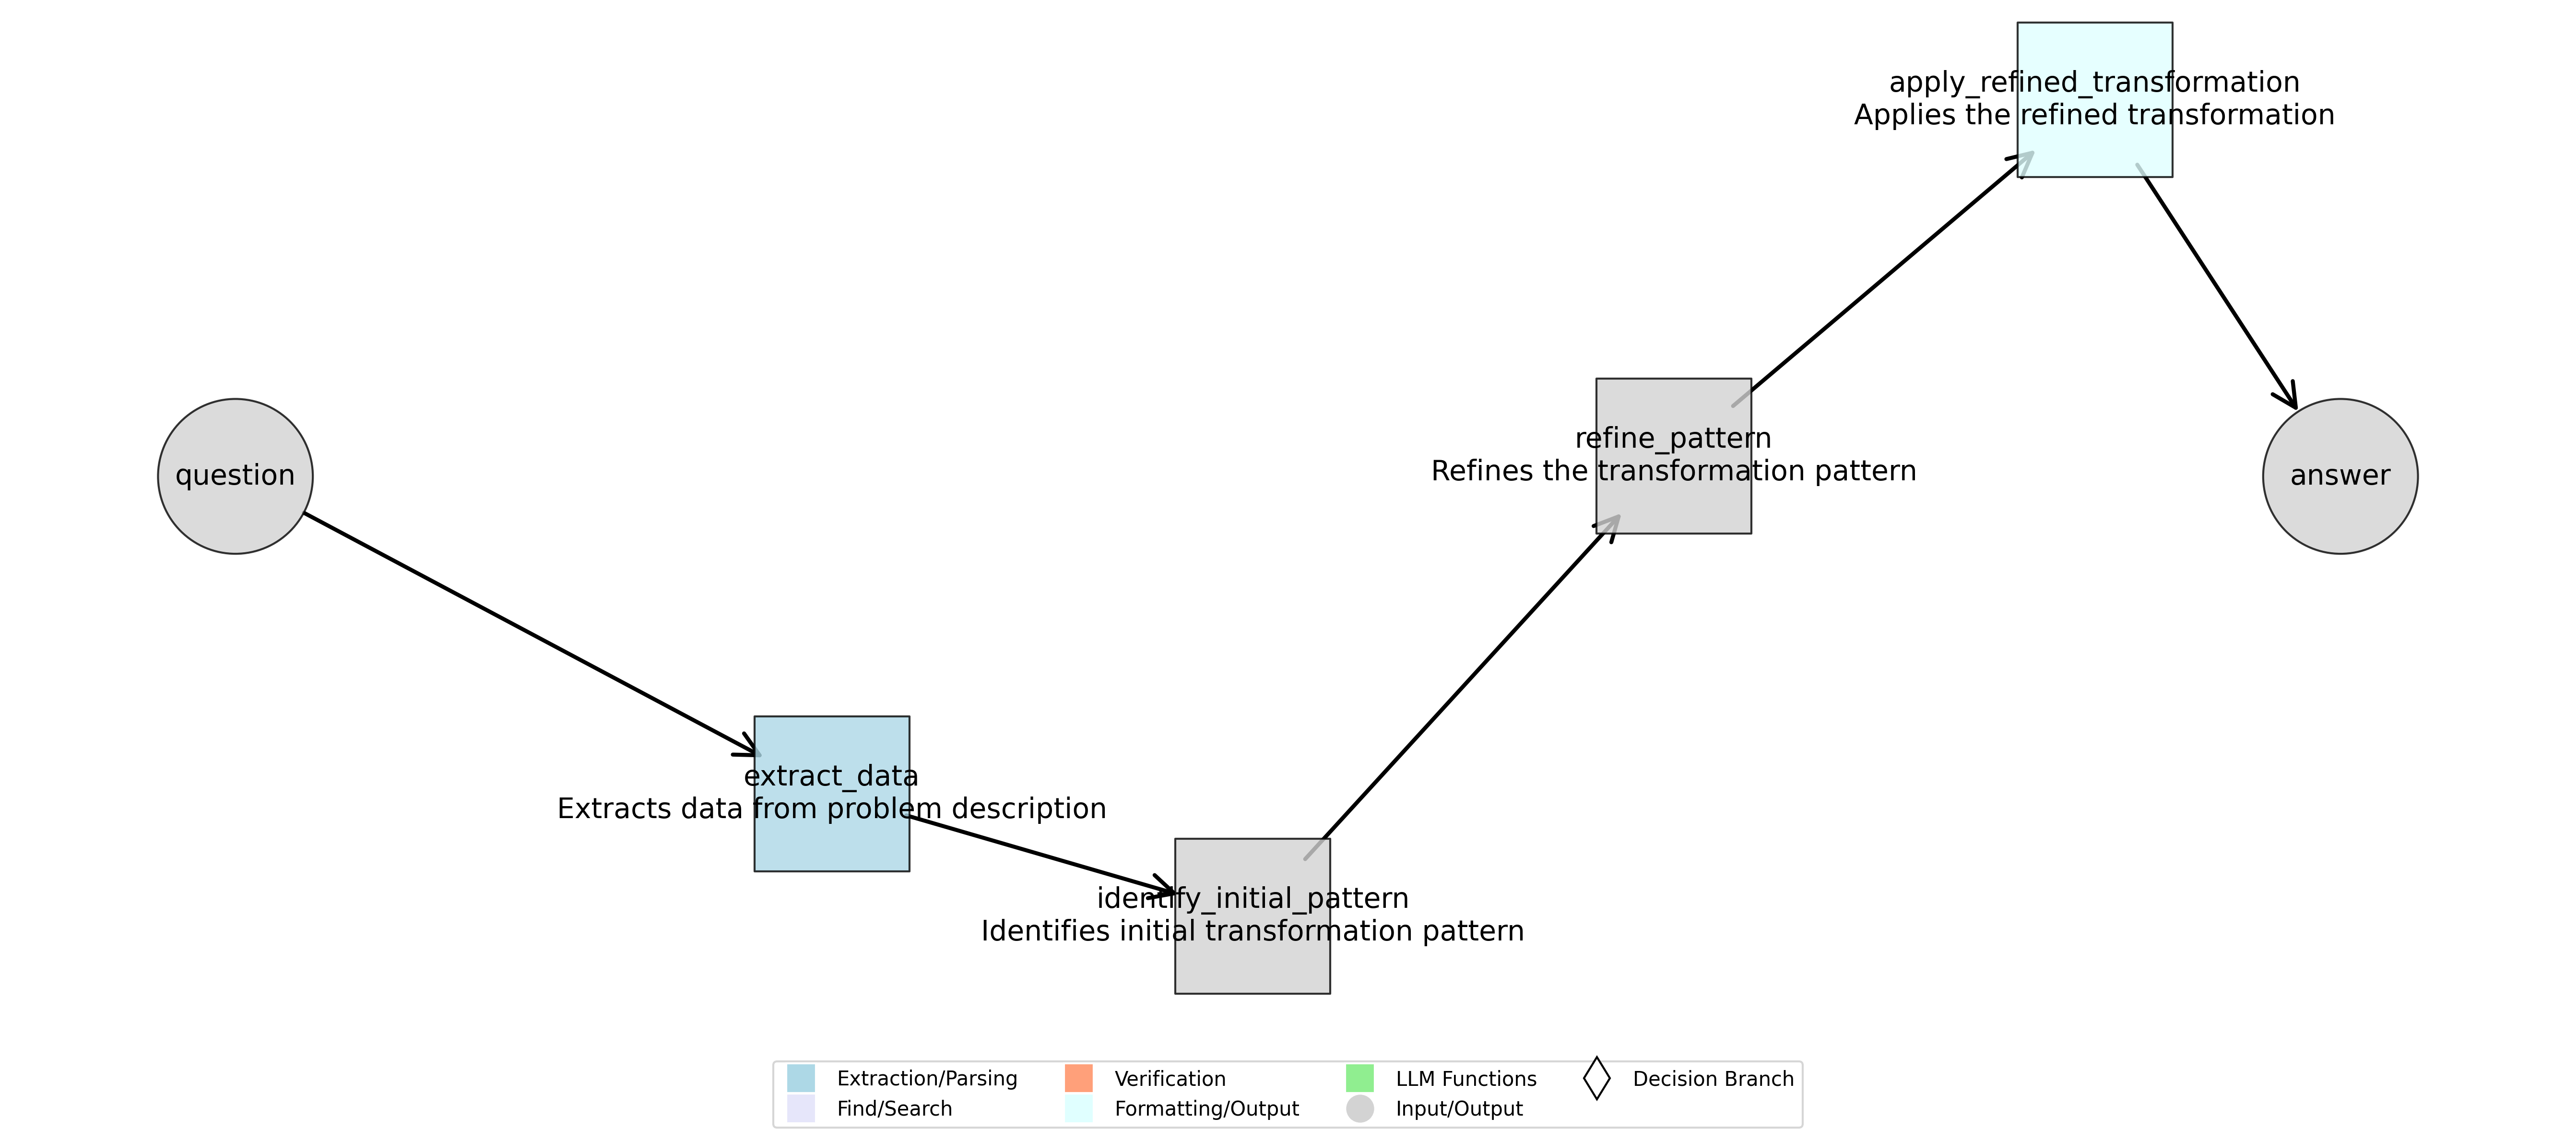 apply_refined_transformation
Applies the refined transformation
refine_pattern
Refines the transformation pattern
question
answer
extract_data
Extracts data from problem description
identify_initial_pattern
Identifies initial transformation pattern
Extraction/Parsing
Find/Search
Verification
Formatting/Output
LLM Functions
Input/Output
Decision Branch